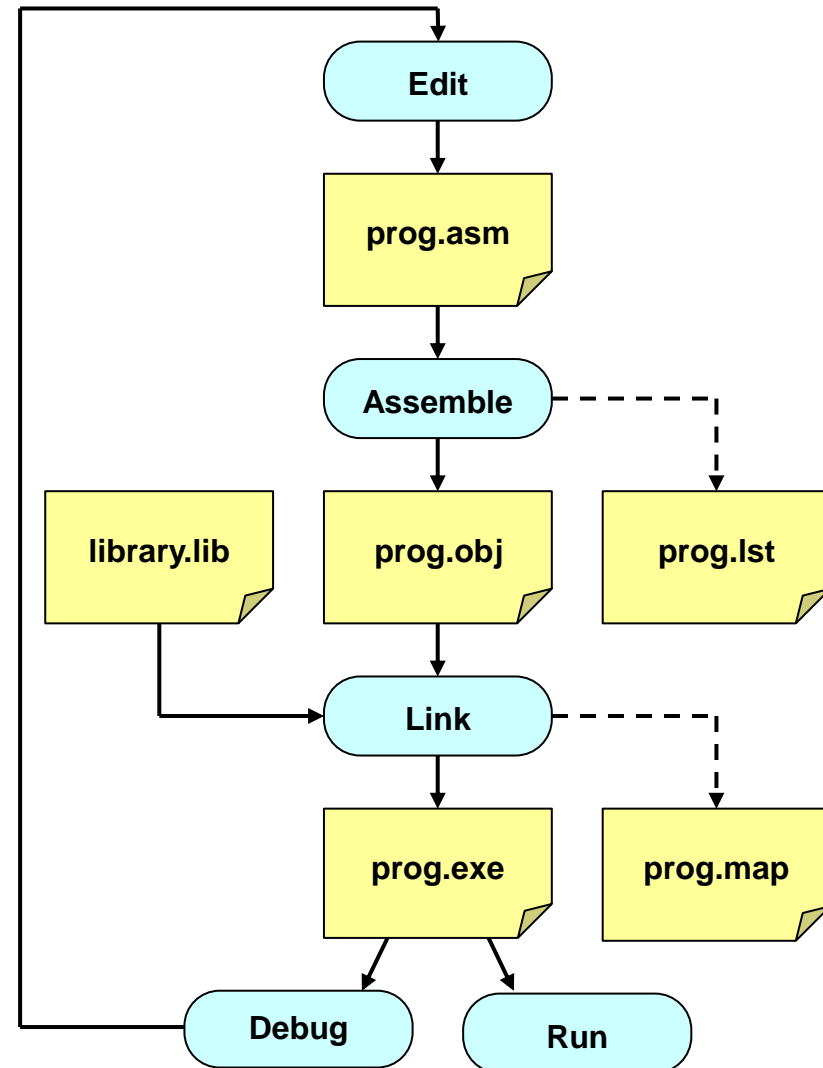 Edit
prog.asm
Assemble
library.lib
prog.obj
prog.lst
Link
prog.exe
prog.map
Debug
Run